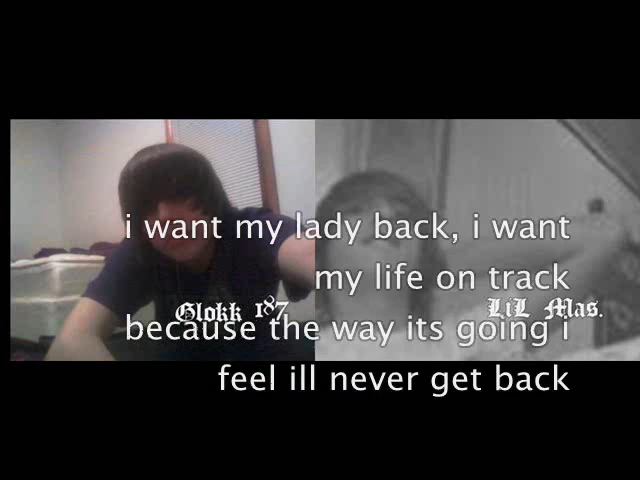 i want my lady back, i want
my life on track
Glokk 187
LiL Mas.
because the way its going i
feel ill never get back